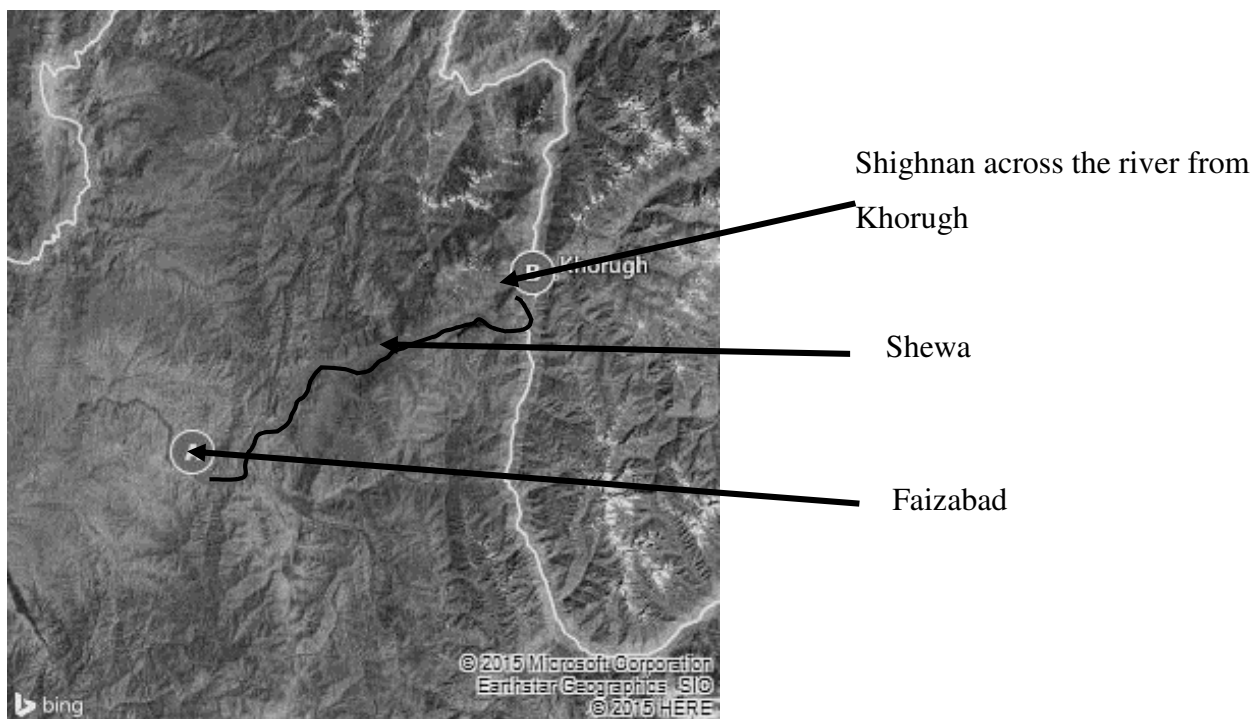 Shighnan across the river from
Khorugh
B
Khorugh
Shewa
A
Faizabad
© 2015 Microsoft Corporation
Earthstar Geographics SIO
© 2015 HERE
bing